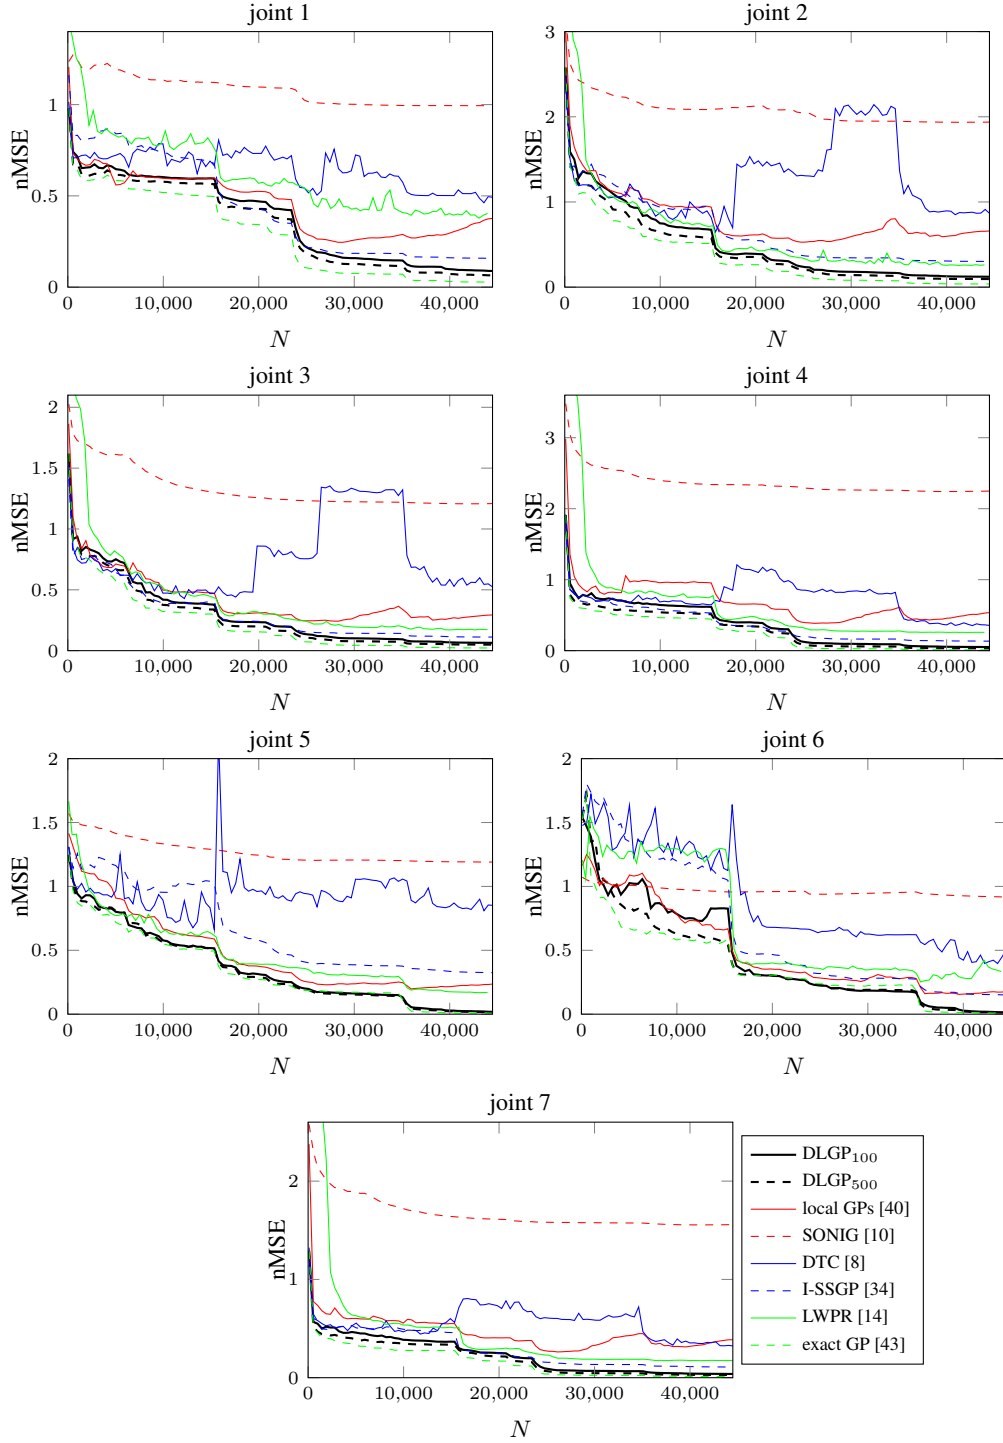 joint 1
nMSE
1
0.5
0
0
10,000
20,000
30,000
40,000
N
joint 2
nMSE
3
2
1
0
0
10,000
20,000
30,000
40,000
N
joint 3
nMSE
2
1.5
1
0.5
0
0
10,000
20,000
30,000
40,000
N
joint 4
nMSE
3
2
1
0
0
10,000
20,000
30,000
40,000
N
joint 5
nMSE
2
1.5
1
0.5
0
0
10,000
20,000
30,000
40,000
N
joint 6
nMSE
2
1.5
1
0.5
0
0
10,000
20,000
30,000
40,000
N
joint 7
nMSE
2
1
0
0
10,000
20,000
30,000
40,000
N
DLGP₁₀₀
DLGP₅₀₀
local GPs [40]
SONIG [10]
DTC [8]
I-SSGP [34]
LWPR [14]
exact GP [43]